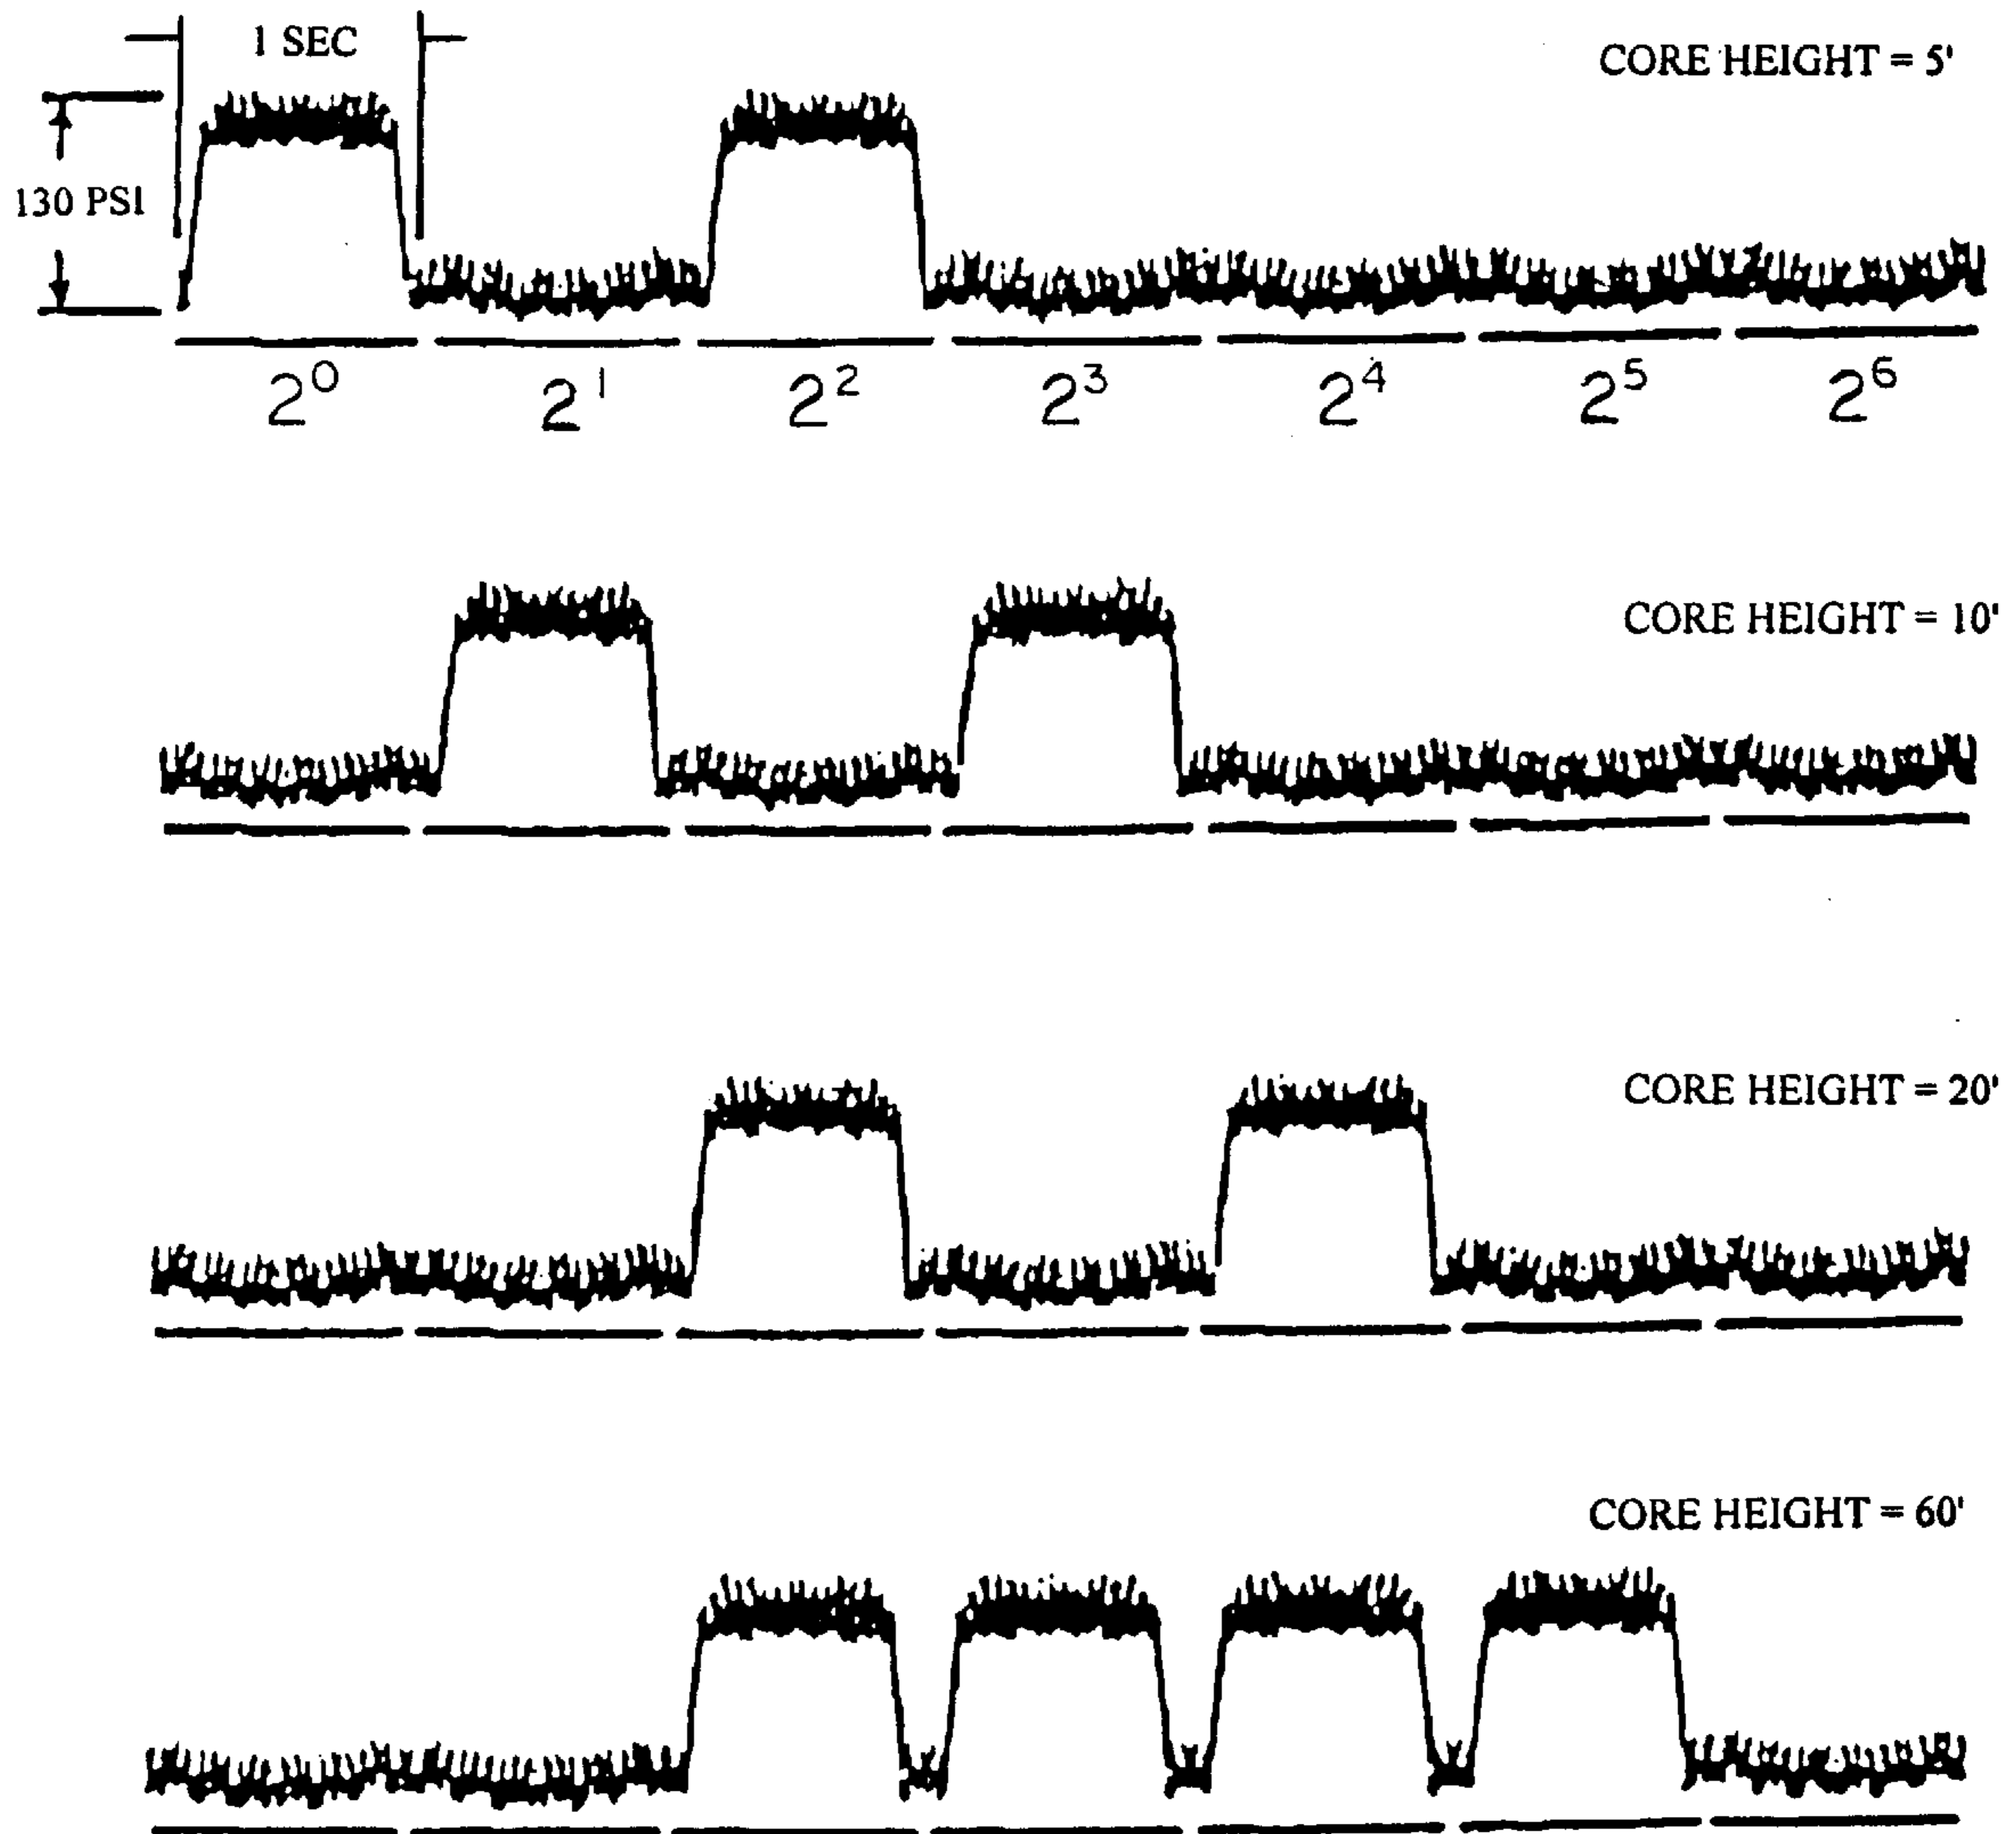 1 SEC
CORE HEIGHT = 5'
130 PSI
2⁰ 2¹ 2² 2³ 2⁴ 2⁵ 2⁶
CORE HEIGHT = 10'
CORE HEIGHT = 20'
CORE HEIGHT = 60'